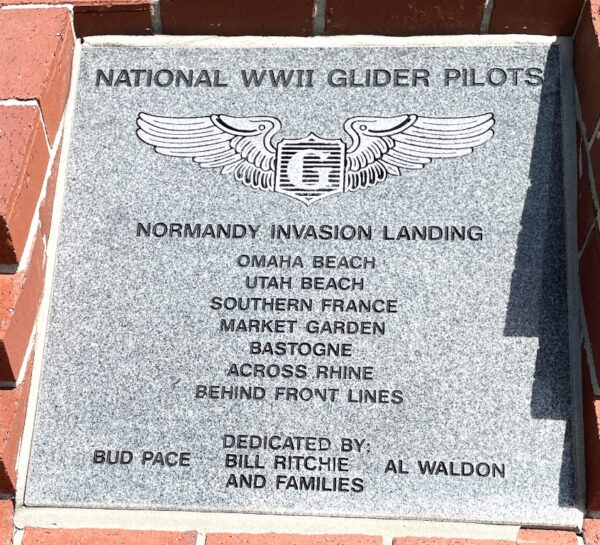 NATIONAL WWII GLIDER PILOTS
G
NORMANDY INVASION LANDING
OMAHA BEACH
UTAH BEACH
SOUTHERN FRANCE
MARKET GARDEN
BASTOGNE
ACROSS RHINE
BEHIND FRONT LINES
DEDICATED BY:
BUD PACE BILL RITCHIE AL WALDON
AND FAMILIES